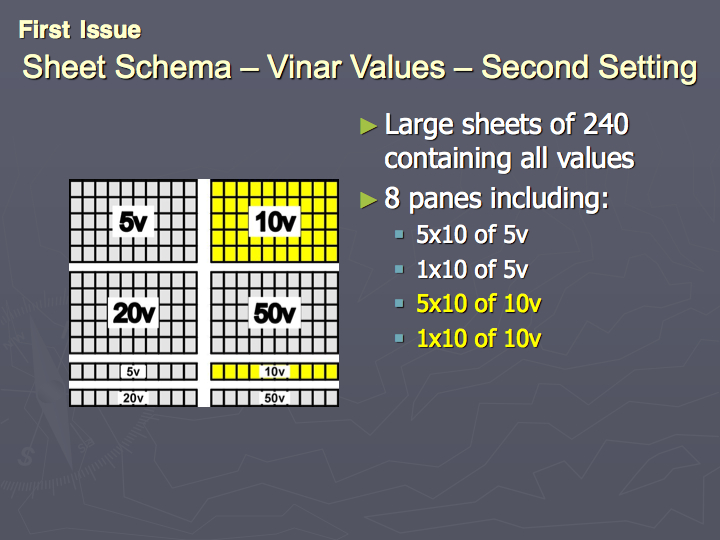 First Issue
Sheet Schema – Vinar Values – Second Setting
► Large sheets of 240
containing all values
► 8 panes including:
▪ 5x10 of 5v
▪ 1x10 of 5v
▪ 5x10 of 10v
▪ 1x10 of 10v
5v 10v
20v 50v
5v 10v
20v 50v
S